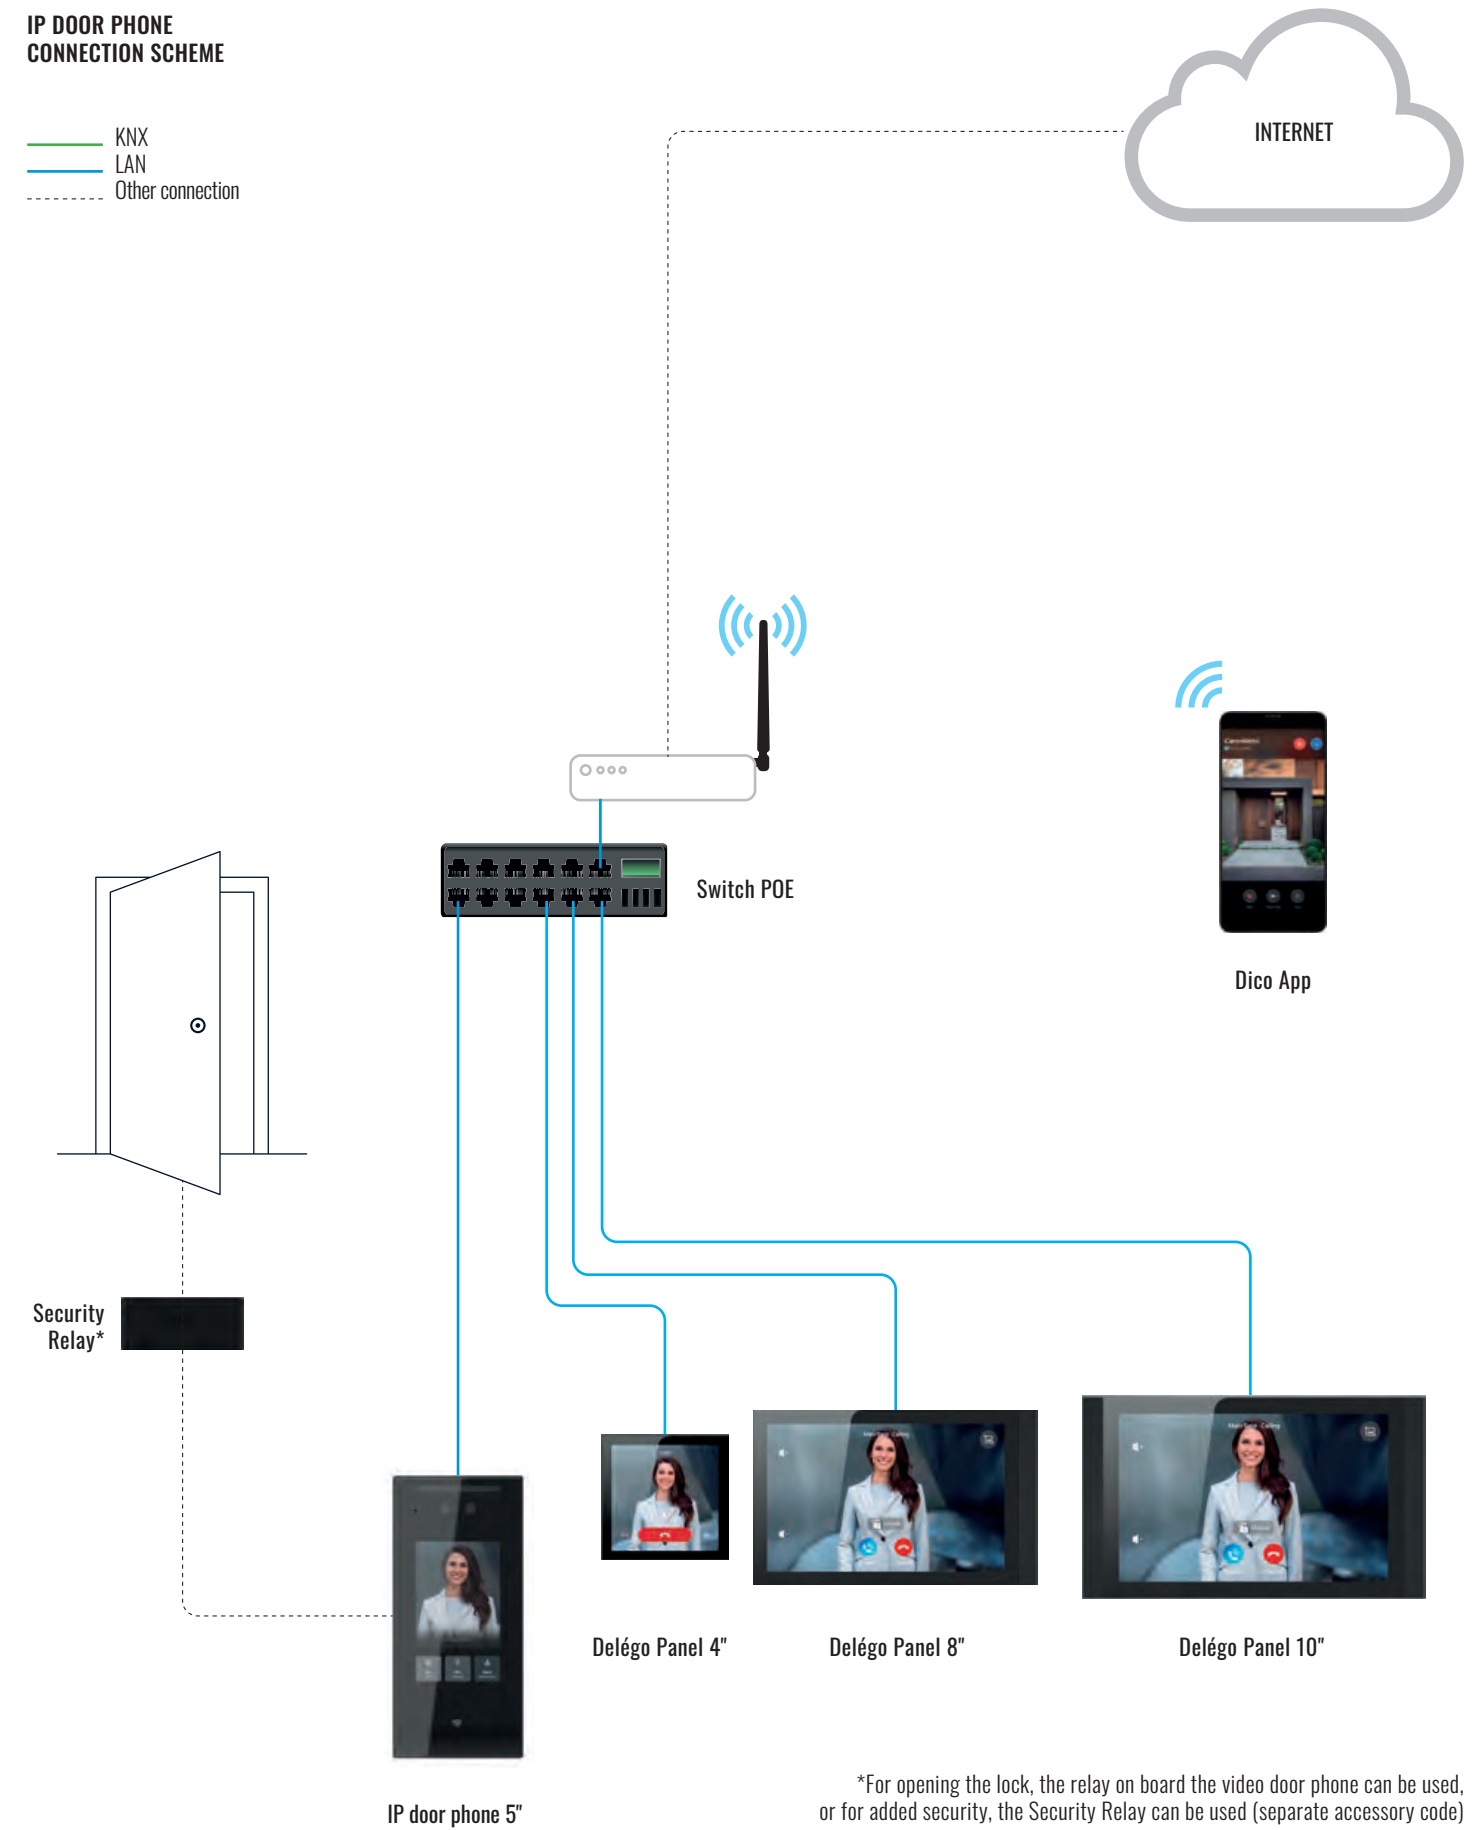 IP DOOR PHONE
CONNECTION SCHEME
KNX
LAN
Other connection
INTERNET
Switch POE
Dico App
Security
Relay*
Delégo Panel 4"
Delégo Panel 8"
Delégo Panel 10"
IP door phone 5"
*For opening the lock, the relay on board the video door phone can be used,
or for added security, the Security Relay can be used (separate accessory code)